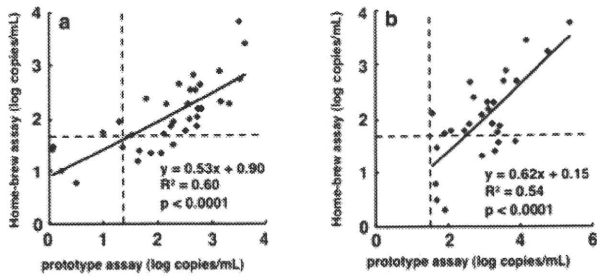 a
Home-brew assay (log copies/mL)
4
3
2
1
0
y = 0.53x + 0.90
R² = 0.60
p < 0.0001
0 1 2 3 4
prototype assay (log copies/mL)
b
Home-brew assay (log copies/mL)
4
3
2
1
0
y = 0.62x + 0.15
R² = 0.54
p < 0.0001
0 2 4 6
prototype assay (log copies/mL)